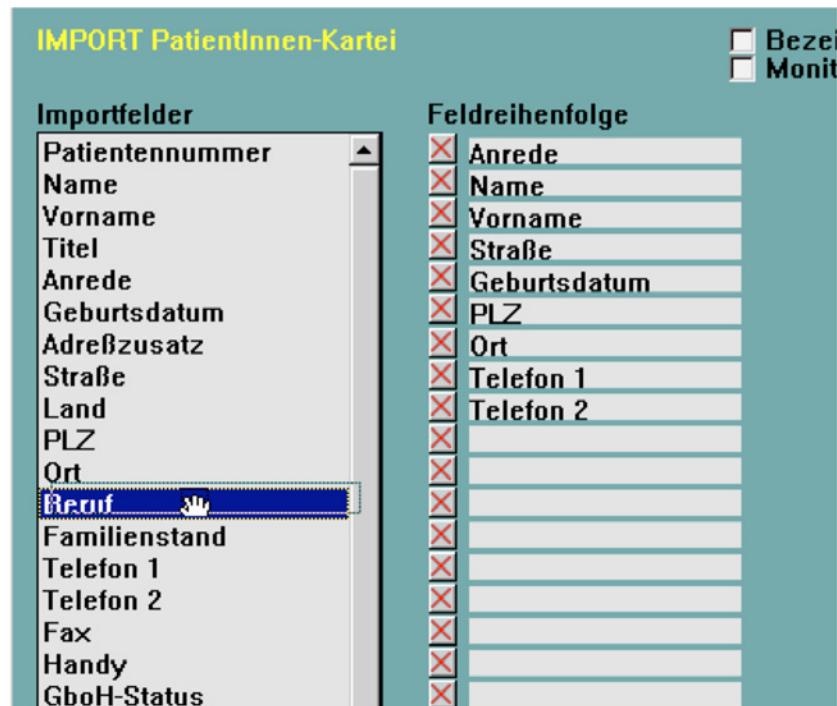 IMPORT PatientInnen-Kartei
Importfelder
Patientennummer
Name
Vorname
Titel
Anrede
Geburtsdatum
Adreßzusatz
Straße
Land
PLZ
Ort
Beruf
Familienstand
Telefon 1
Telefon 2
Fax
Handy
GboH-Status
Feldreihenfolge
Anrede
Name
Vorname
Straße
Geburtsdatum
PLZ
Ort
Telefon 1
Telefon 2
Bezei
Monit